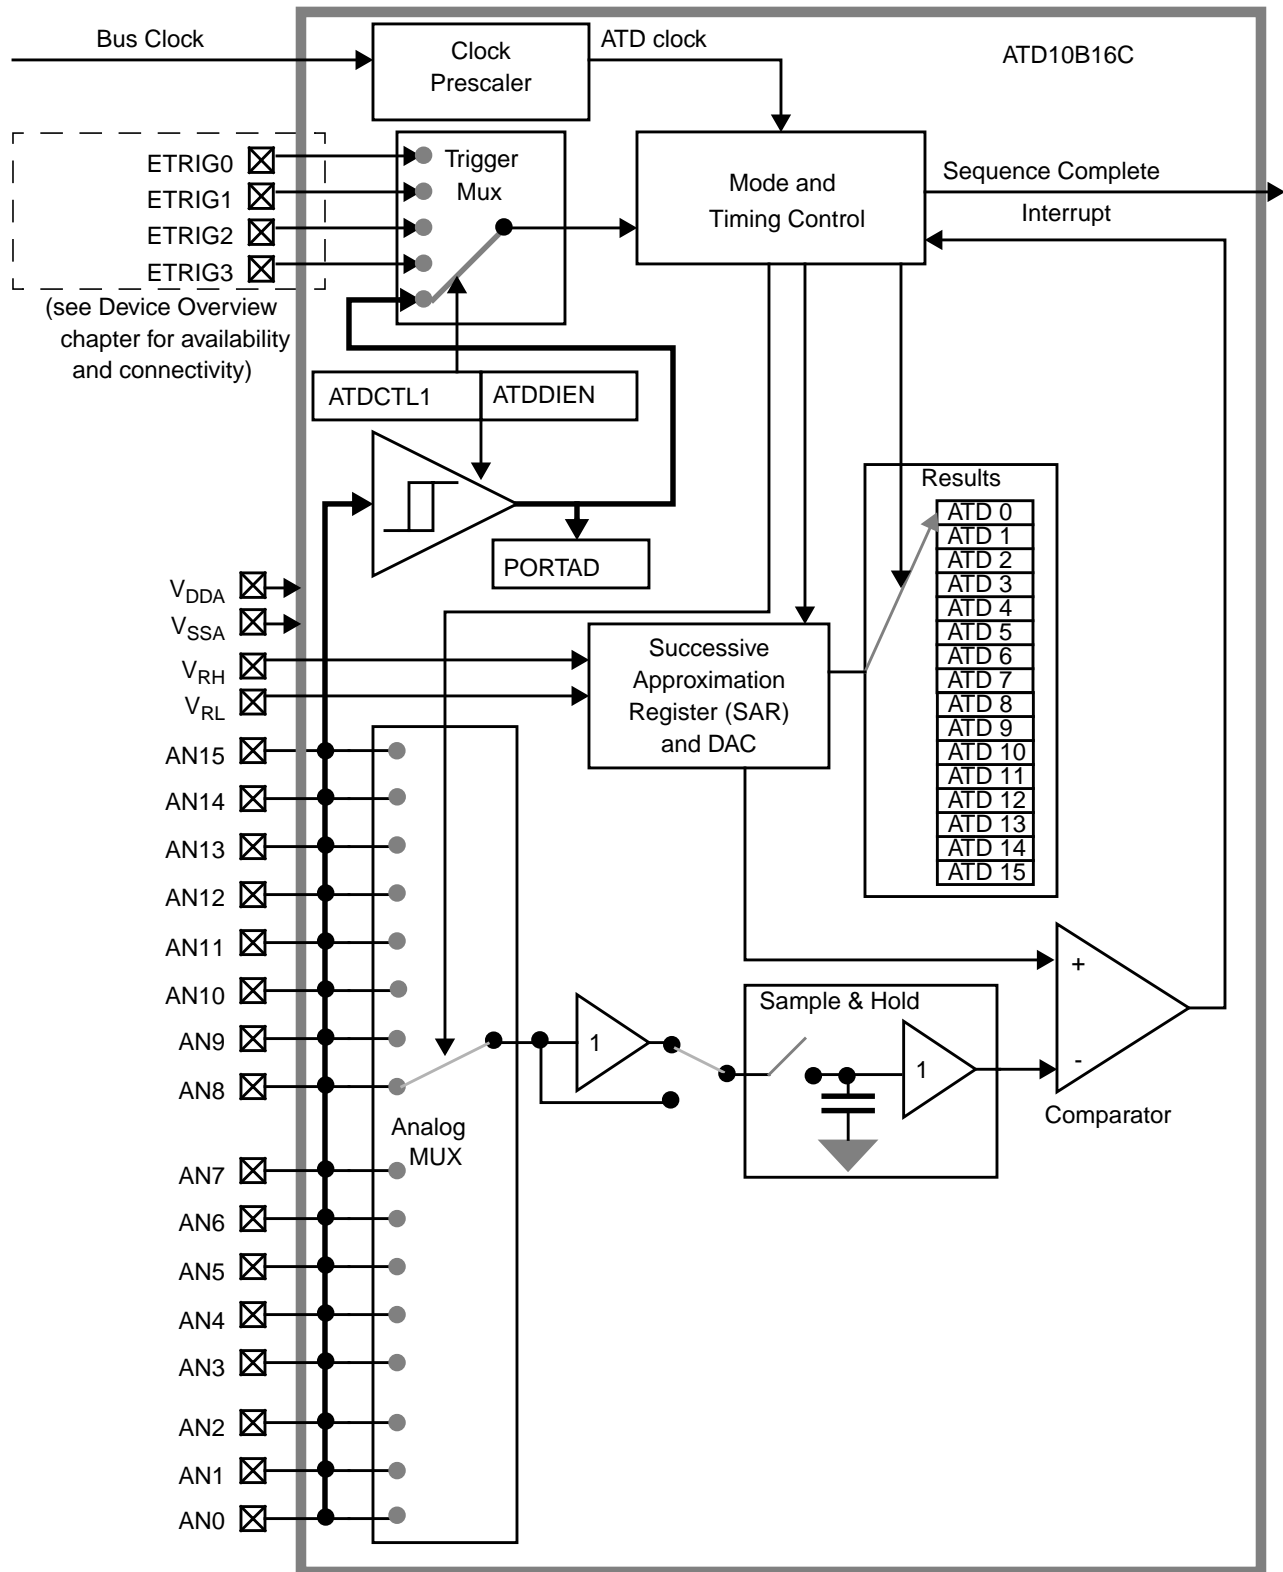 Bus Clock
Clock
Prescaler
ATD clock
ATD10B16C
ETRIG0
ETRIG1
ETRIG2
ETRIG3
(see Device Overview
chapter for availability
and connectivity)
Trigger
Mux
Mode and
Timing Control
Sequence Complete
Interrupt
ATDCTL1
ATDDIEN
PORTAD
Results
ATD 0
ATD 1
ATD 2
ATD 3
ATD 4
ATD 5
ATD 6
ATD 7
ATD 8
ATD 9
ATD 10
ATD 11
ATD 12
ATD 13
ATD 14
ATD 15
VDDA
VSSA
VRH
VRL
Successive
Approximation
Register (SAR)
and DAC
AN15
AN14
AN13
AN12
AN11
AN10
AN9
AN8
AN7
AN6
AN5
AN4
AN3
AN2
AN1
AN0
Analog
MUX
1
Sample & Hold
1
+
-
Comparator